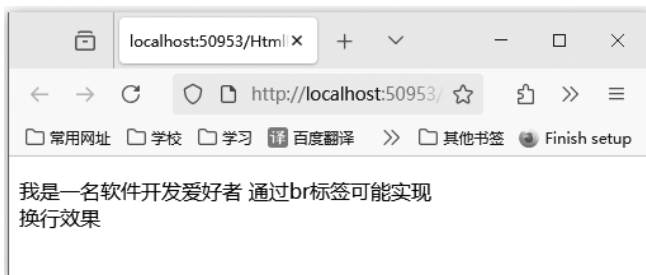 localhost:50953/Html
http://localhost:50953/
常用网址 学校 学习 译 百度翻译 其他书签 Finish setup
我是一名软件开发爱好者 通过br标签可能实现
换行效果